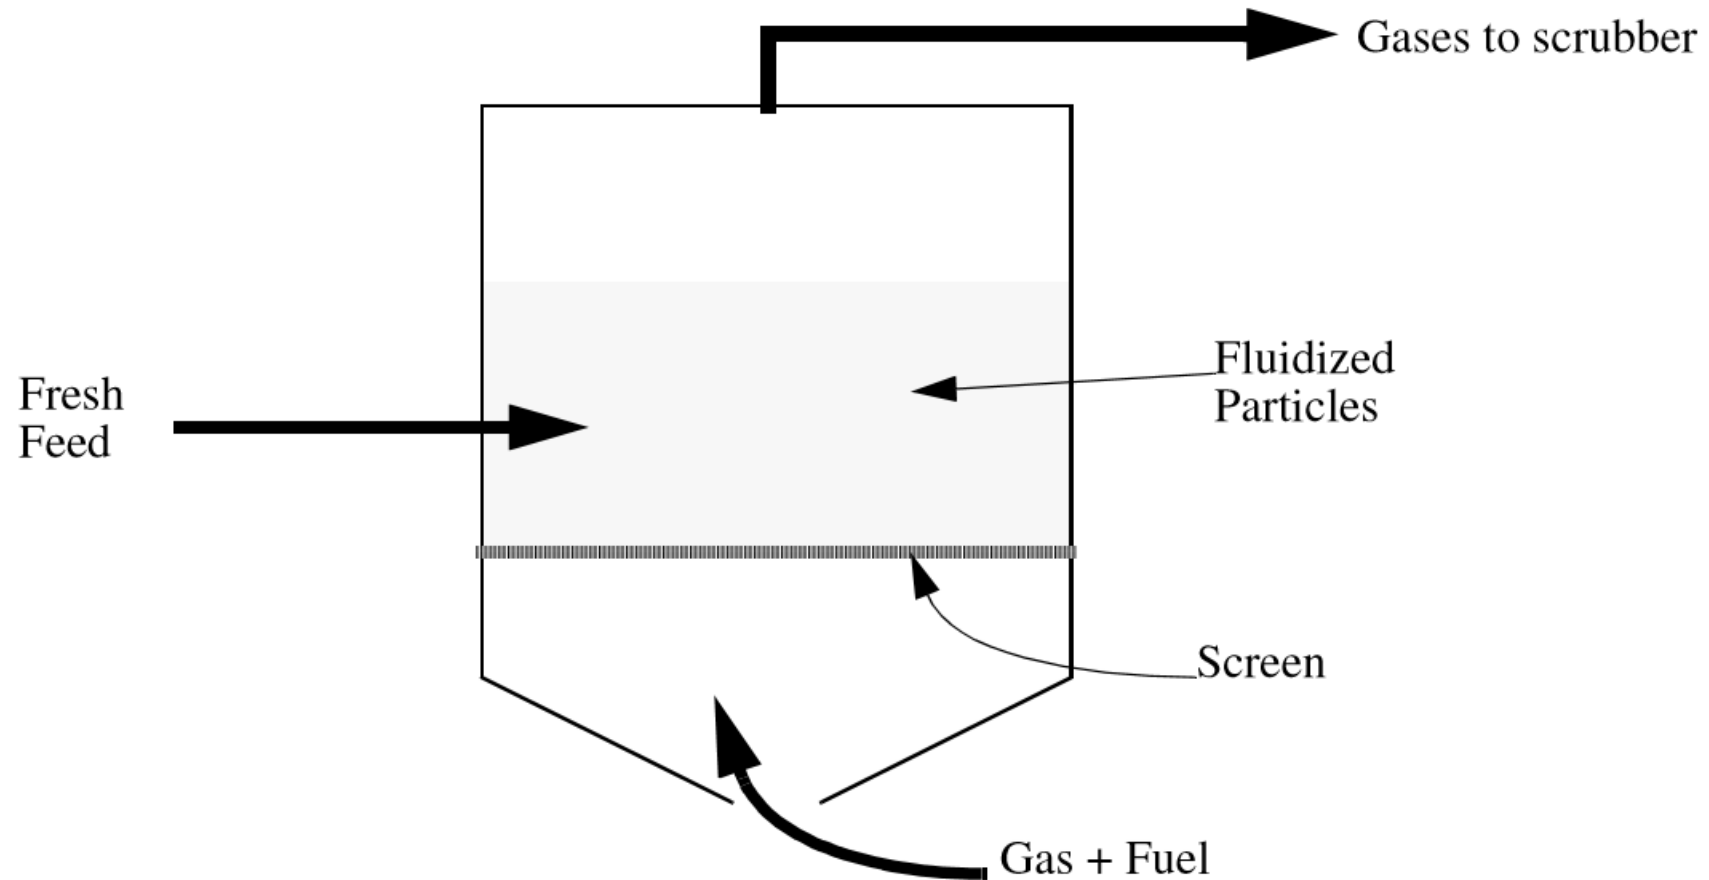 Gases to scrubber
Fluidized
Particles
Fresh
Feed
Screen
Gas + Fuel